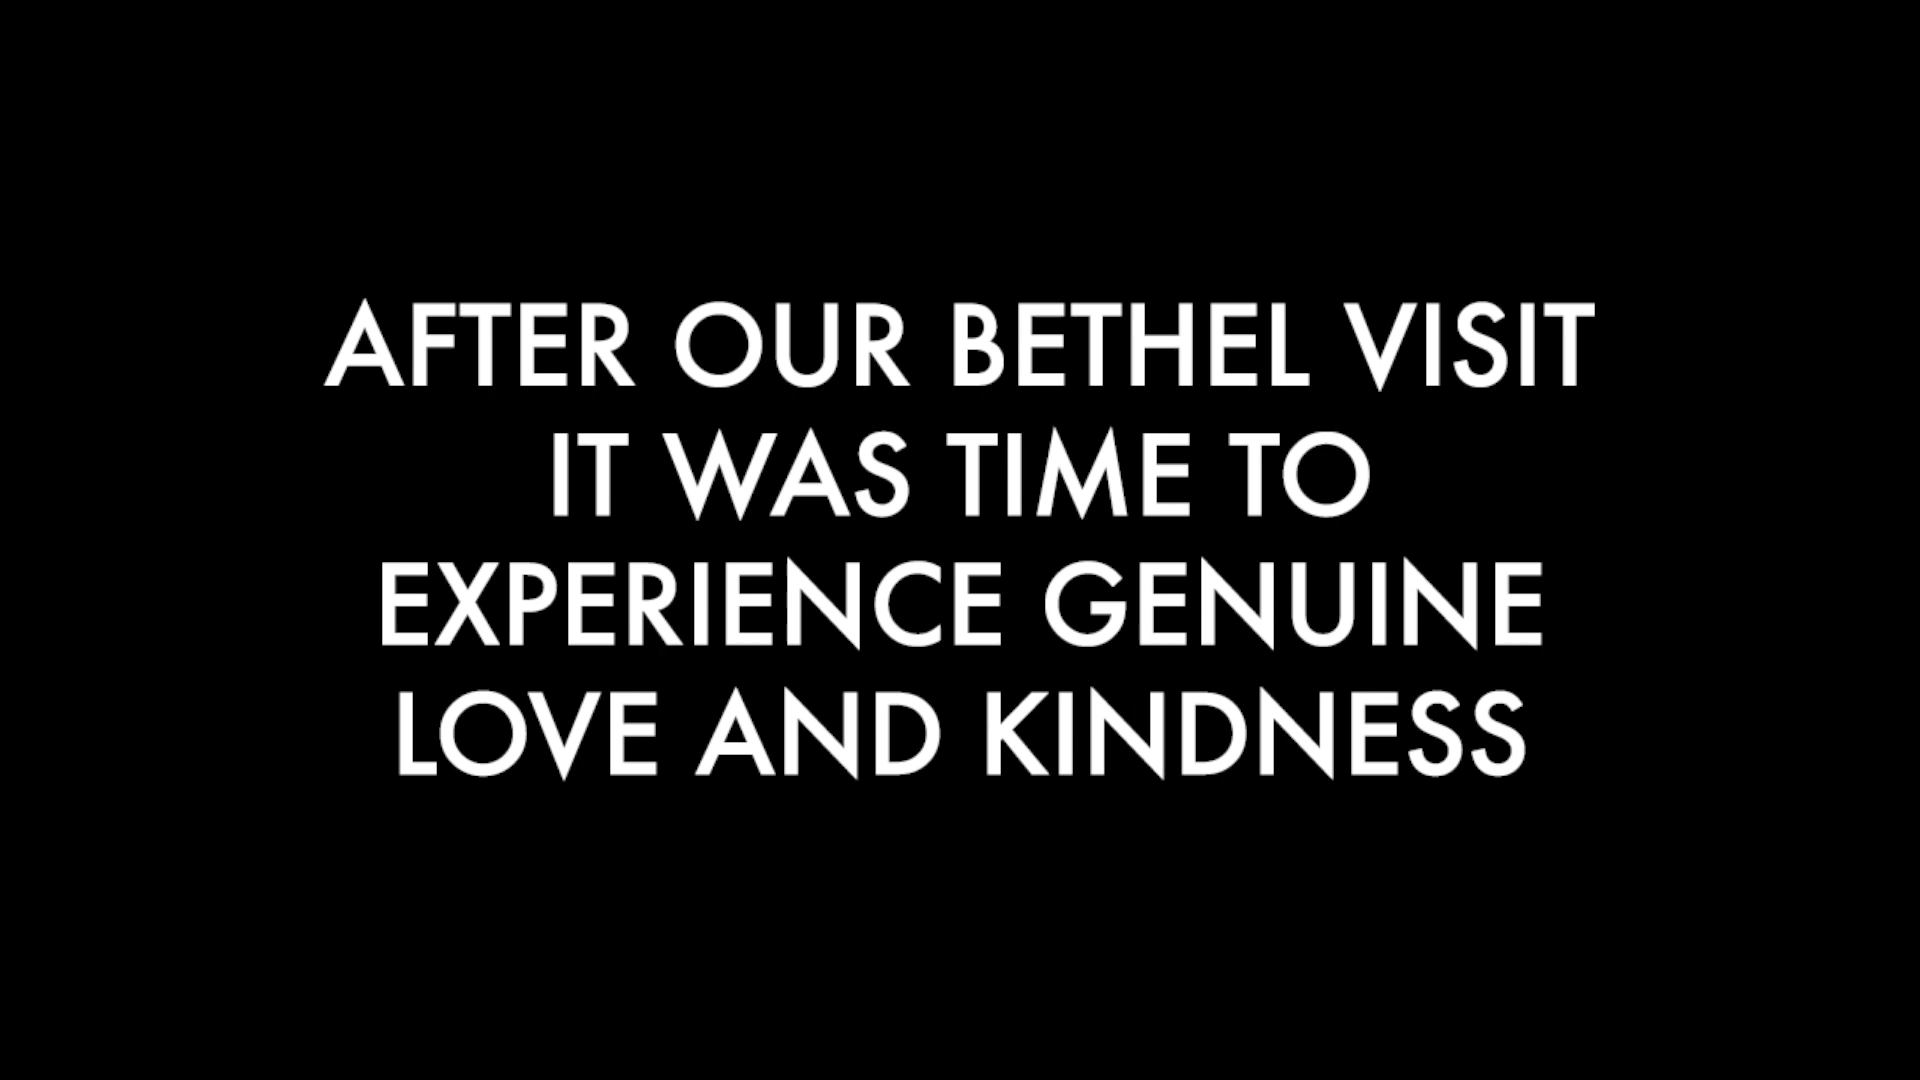 AFTER OUR BETHEL VISIT
IT WAS TIME TO
EXPERIENCE GENUINE
LOVE AND KINDNESS